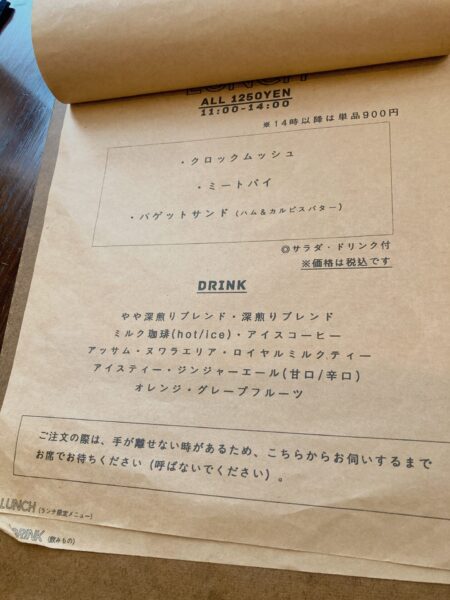 LUNCH
ALL 1250YEN
11:00-14:00
※14時以降は単品900円
・クロックムッシュ
・ミートパイ
・バゲットサンド (ハム&カルピスバター)
◎サラダ・ドリンク付
※価格は税込です
DRINK
やや深煎りブレンド・深煎りブレンド
ミルク珈琲(hot/ice)・アイスコーヒー
アッサム・ヌワラエリア・ロイヤルミルクティー
アイスティー・ジンジャーエール(甘口/辛口)
オレンジ・グレープフルーツ
ご注文の際は、手が離せない時があるため、こちらからお伺いするまで
お席でお待ちください（呼ばないでください）。
LUNCH (ランチ限定メニュー)
DRINK (飲みもの)